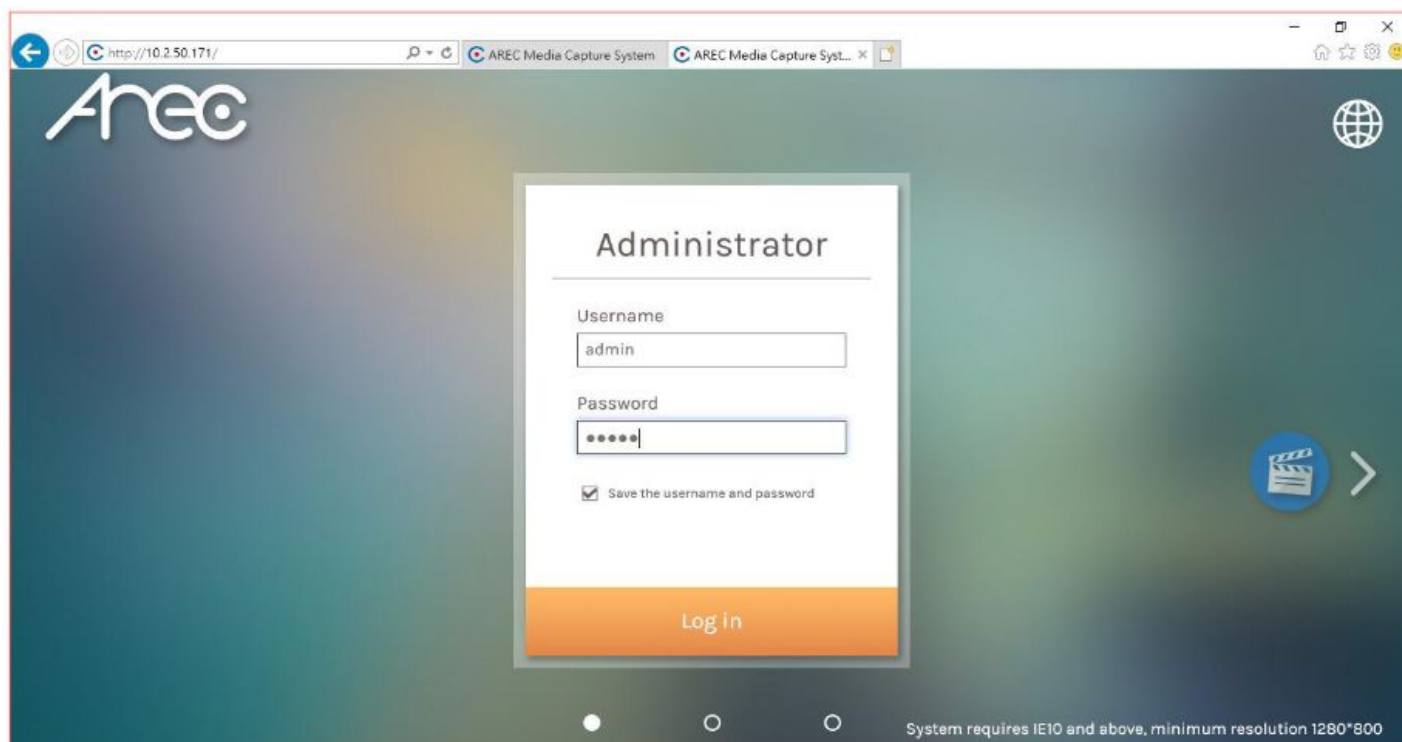 http://10.2.50.171/
AREC Media Capture System
AREC Media Capture Syst...
Arec
Administrator
Username
admin
Password
Save the username and password
Log in
System requires IE10 and above, minimum resolution 1280*800